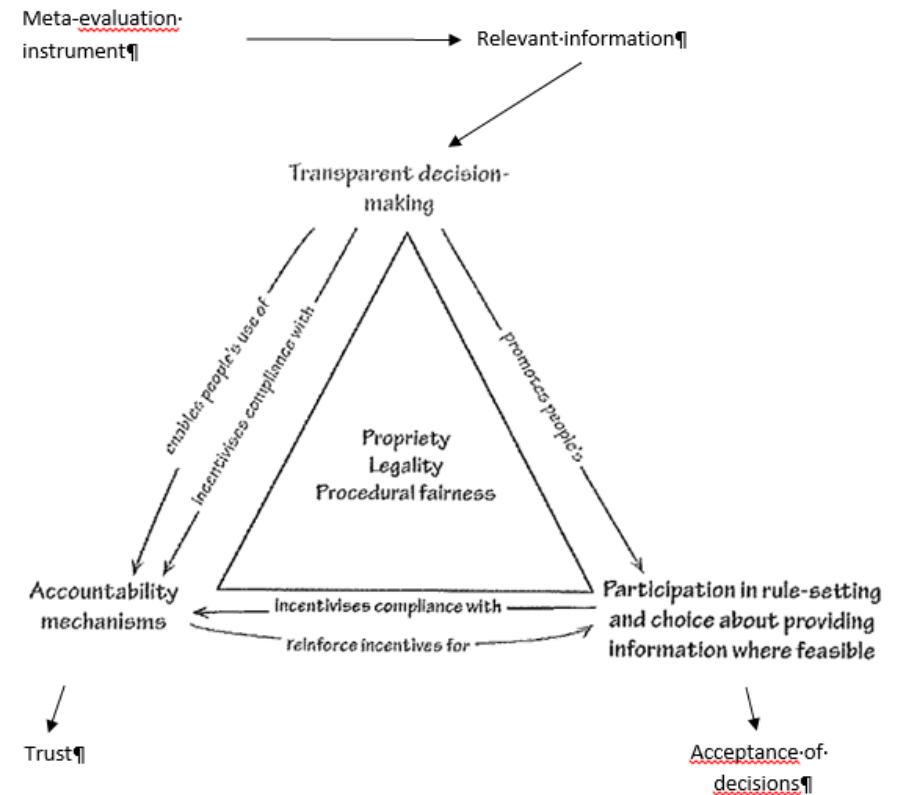 Meta-evaluation·
instrument¶
Relevant·information¶
Transparent decision-
making
enables people's use of
incentivises compliance with
promotes people's
Propriety
Legality
Procedural fairness
Accountability
mechanisms
incentivises compliance with
reinforce incentives for
Participation in rule-setting
and choice about providing
information where feasible
Trust¶
Acceptance·of·
decisions¶